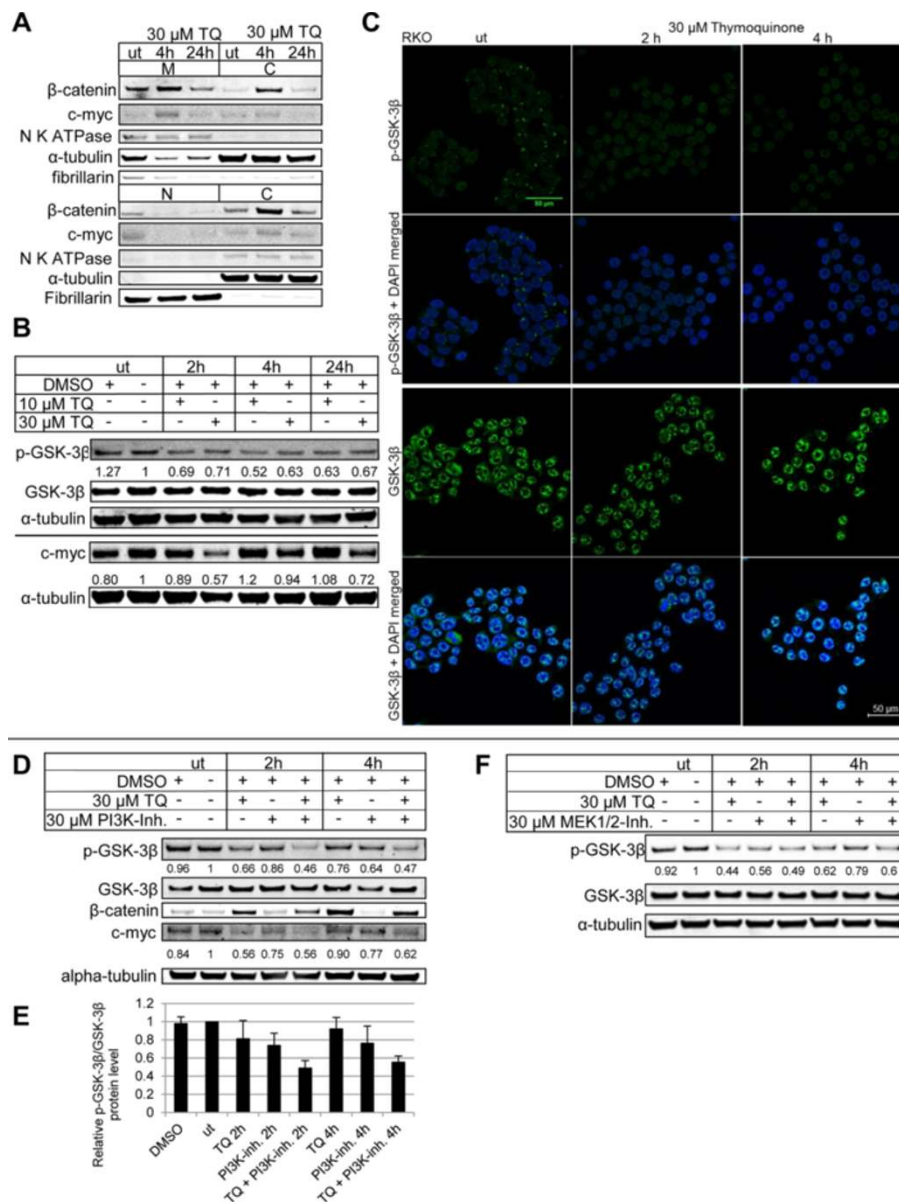 A
30 µM TQ 30 µM TQ
ut 4h 24h ut 4h 24h
M C
β-catenin
c-myc
N K ATPase
α-tubulin
fibrillarin
N C
β-catenin
c-myc
N K ATPase
α-tubulin
Fibrillarin
B
ut 2h 4h 24h
DMSO + - + + + + + +
10 µM TQ - - + - + - + -
30 µM TQ - - - + - + - +
p-GSK-3β
1.27 1 0.69 0.71 0.52 0.63 0.63 0.67
GSK-3β
α-tubulin
c-myc
0.80 1 0.89 0.57 1.2 0.94 1.08 0.72
α-tubulin
C
30 µM Thymoquinone
RKO ut 2 h 4 h
p-GSK-3β
50 µm
p-GSK-3β + DAPI merged
GSK-3β
GSK-3β + DAPI merged
50 µm
D
ut 2h 4h
DMSO + - + + + + + +
30 µM TQ - - + - + + - +
30 µM PI3K-Inh. - - - + + - + +
p-GSK-3β
0.96 1 0.66 0.86 0.46 0.76 0.64 0.47
GSK-3β
β-catenin
c-myc
0.84 1 0.56 0.75 0.56 0.90 0.77 0.62
alpha-tubulin
F
ut 2h 4h
DMSO + - + + + + + +
30 µM TQ - - + - + + - +
30 µM MEK1/2-Inh. - - - + + - + +
p-GSK-3β
0.92 1 0.44 0.56 0.49 0.62 0.79 0.6
GSK-3β
α-tubulin
E
Relative p-GSK-3β/GSK-3β
protein level
1.2
1
0.8
0.6
0.4
0.2
0
DMSO
ut
TQ 2h
PI3K-inh. 2h
TQ + PI3K-inh. 2h
TQ 4h
PI3K-inh. 4h
TQ + PI3K-inh. 4h